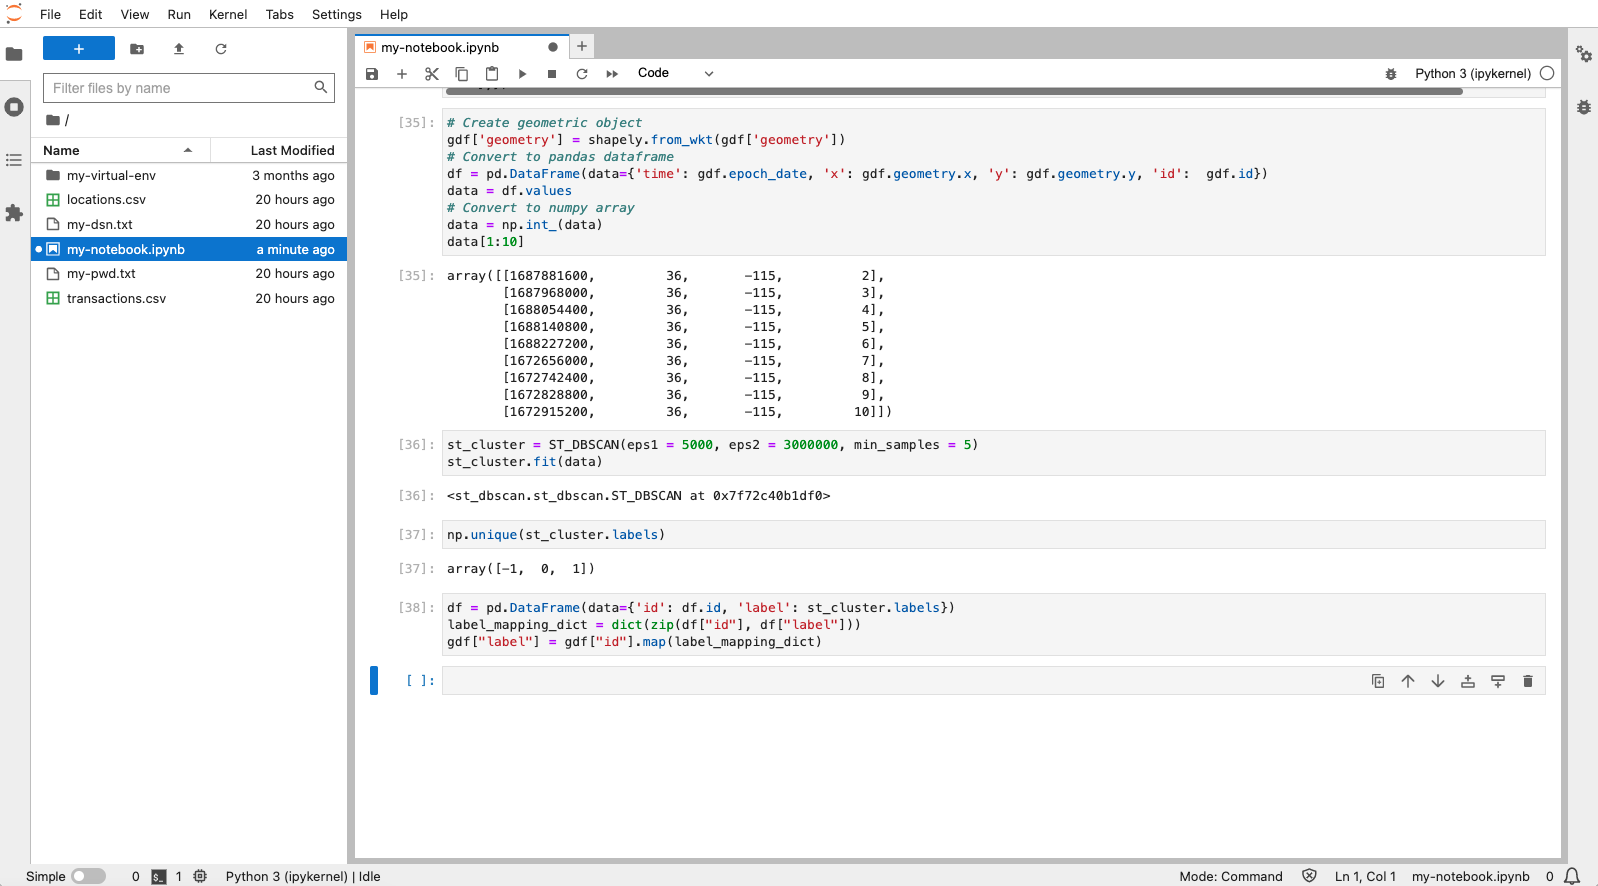 File Edit View Run Kernel Tabs Settings Help
my-notebook.ipynb
Code
Python 3 (ipykernel)
Filter files by name
/
Name Last Modified
my-virtual-env 3 months ago
locations.csv 20 hours ago
my-dsn.txt 20 hours ago
my-notebook.ipynb a minute ago
my-pwd.txt 20 hours ago
transactions.csv 20 hours ago
[35]: # Create geometric object
gdf['geometry'] = shapely.from_wkt(gdf['geometry'])
# Convert to pandas dataframe
df = pd.DataFrame(data={'time': gdf.epoch_date, 'x': gdf.geometry.x, 'y': gdf.geometry.y, 'id':  gdf.id})
data = df.values
# Convert to numpy array
data = np.int_(data)
data[1:10]
[35]: array([[1687881600,         36,       -115,          2],
[1687968000,         36,       -115,          3],
[1688054400,         36,       -115,          4],
[1688140800,         36,       -115,          5],
[1688227200,         36,       -115,          6],
[1672656000,         36,       -115,          7],
[1672742400,         36,       -115,          8],
[1672828800,         36,       -115,          9],
[1672915200,         36,       -115,         10]])
[36]: st_cluster = ST_DBSCAN(eps1 = 5000, eps2 = 3000000, min_samples = 5)
st_cluster.fit(data)
[36]: <st_dbscan.st_dbscan.ST_DBSCAN at 0x7f72c40b1df0>
[37]: np.unique(st_cluster.labels)
[37]: array([-1,  0,  1])
[38]: df = pd.DataFrame(data={'id': df.id, 'label': st_cluster.labels})
label_mapping_dict = dict(zip(df["id"], df["label"]))
gdf["label"] = gdf["id"].map(label_mapping_dict)
[ ]:
Simple 0 $_ 1 Python 3 (ipykernel) | Idle Mode: Command Ln 1, Col 1 my-notebook.ipynb 0